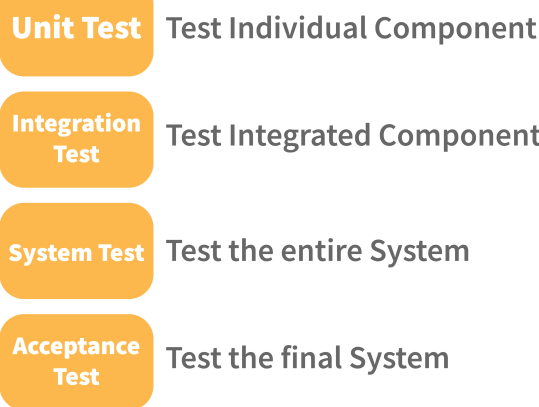 Unit Test Test Individual Component
Integration
Test
Test Integrated Component
System Test Test the entire System
Acceptance
Test
Test the final System